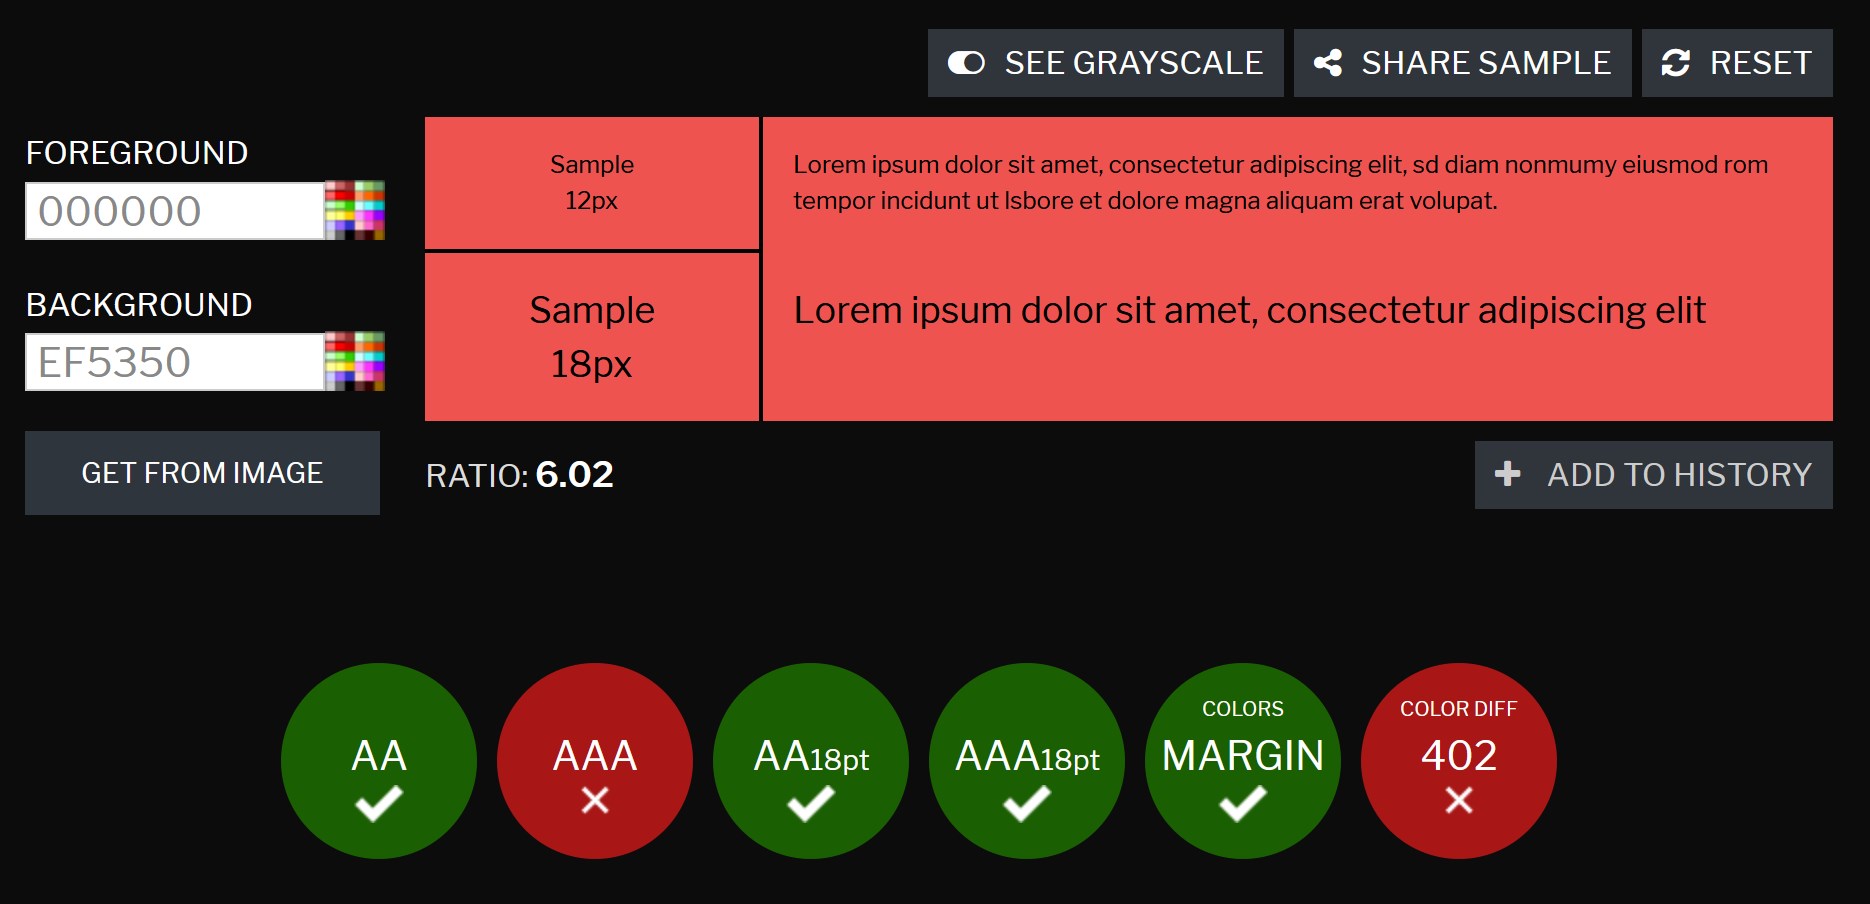 SEE GRAYSCALE
SHARE SAMPLE
RESET
FOREGROUND
000000
BACKGROUND
EF5350
GET FROM IMAGE
Sample
12px
Lorem ipsum dolor sit amet, consectetur adipiscing elit, sd diam nonmumy eiusmod rom
tempor incidunt ut lsbore et dolore magna aliquam erat volupat.
Sample
18px
Lorem ipsum dolor sit amet, consectetur adipiscing elit
RATIO: 6.02
ADD TO HISTORY
AA
AAA
AA18pt
AAA18pt
COLORS
MARGIN
COLOR DIFF
402